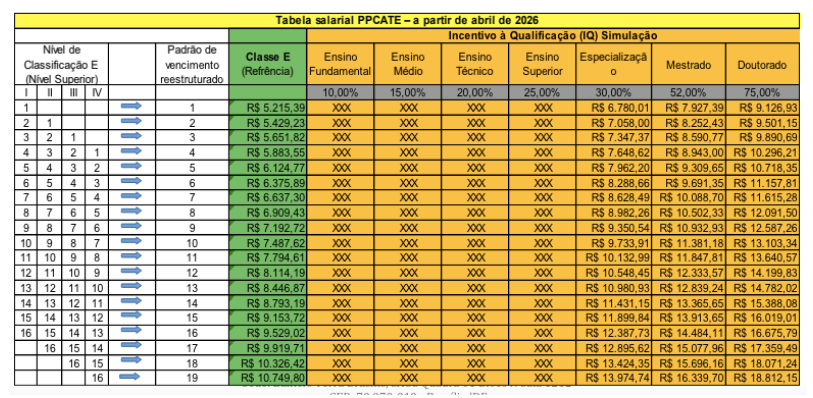 Tabela salarial PPCATE – a partir de abril de 2026
Incentivo à Qualificação (IQ) Simulação
Nível de Classificação E (Nível Superior) Padrão de vencimento reestruturado Classe E (Refrência) Ensino Fundamental Ensino Médio Ensino Técnico Ensino Superior Especializaçã o Mestrado Doutorado
I II III IV 10,00% 15,00% 20,00% 25,00% 30,00% 52,00% 75,00%
1 1 R$ 5.215,39 XXX XXX XXX XXX R$ 6.780,01 R$ 7.927,39 R$ 9.126,93
2 1 2 R$ 5.429,23 XXX XXX XXX XXX R$ 7.058,00 R$ 8.252,43 R$ 9.501,15
3 2 1 3 R$ 5.651,82 XXX XXX XXX XXX R$ 7.347,37 R$ 8.590,77 R$ 9.890,69
4 3 2 1 4 R$ 5.883,55 XXX XXX XXX XXX R$ 7.648,62 R$ 8.943,00 R$ 10.296,21
5 4 3 2 5 R$ 6.124,77 XXX XXX XXX XXX R$ 7.962,20 R$ 9.309,65 R$ 10.718,35
6 5 4 3 6 R$ 6.375,89 XXX XXX XXX XXX R$ 8.288,66 R$ 9.691,35 R$ 11.157,81
7 6 5 4 7 R$ 6.637,30 XXX XXX XXX XXX R$ 8.628,49 R$ 10.088,70 R$ 11.615,28
8 7 6 5 8 R$ 6.909,43 XXX XXX XXX XXX R$ 8.982,26 R$ 10.502,33 R$ 12.091,50
9 8 7 6 9 R$ 7.192,72 XXX XXX XXX XXX R$ 9.350,54 R$ 10.932,93 R$ 12.587,26
10 9 8 7 10 R$ 7.487,62 XXX XXX XXX XXX R$ 9.733,91 R$ 11.381,18 R$ 13.103,34
11 10 9 8 11 R$ 7.794,61 XXX XXX XXX XXX R$ 10.132,99 R$ 11.847,81 R$ 13.640,57
12 11 10 9 12 R$ 8.114,19 XXX XXX XXX XXX R$ 10.548,45 R$ 12.333,57 R$ 14.199,83
13 12 11 10 13 R$ 8.446,87 XXX XXX XXX XXX R$ 10.980,93 R$ 12.839,24 R$ 14.782,02
14 13 12 11 14 R$ 8.793,19 XXX XXX XXX XXX R$ 11.431,15 R$ 13.365,65 R$ 15.388,08
15 14 13 12 15 R$ 9.153,72 XXX XXX XXX XXX R$ 11.899,84 R$ 13.913,65 R$ 16.019,01
16 15 14 13 16 R$ 9.529,02 XXX XXX XXX XXX R$ 12.387,73 R$ 14.484,11 R$ 16.675,79
16 15 14 17 R$ 9.919,71 XXX XXX XXX XXX R$ 12.895,62 R$ 15.077,96 R$ 17.359,49
16 15 18 R$ 10.326,42 XXX XXX XXX XXX R$ 13.424,35 R$ 15.696,16 R$ 18.071,24
16 19 R$ 10.749,80 XXX XXX XXX XXX R$ 13.974,74 R$ 16.339,70 R$ 18.812,15